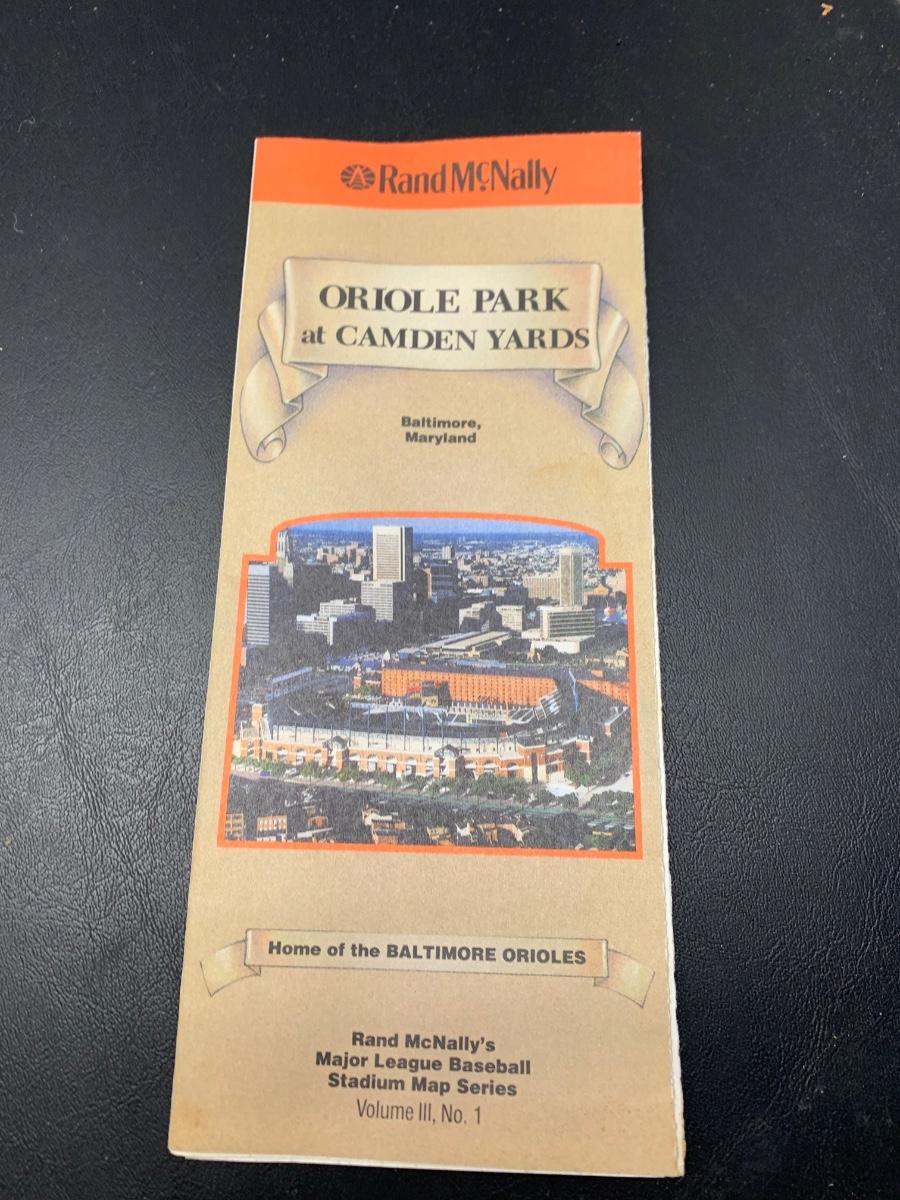 Rand McNally
ORIOLE PARK
at CAMDEN YARDS
Baltimore,
Maryland
Home of the BALTIMORE ORIOLES
Rand McNally's
Major League Baseball
Stadium Map Series
Volume III, No. 1